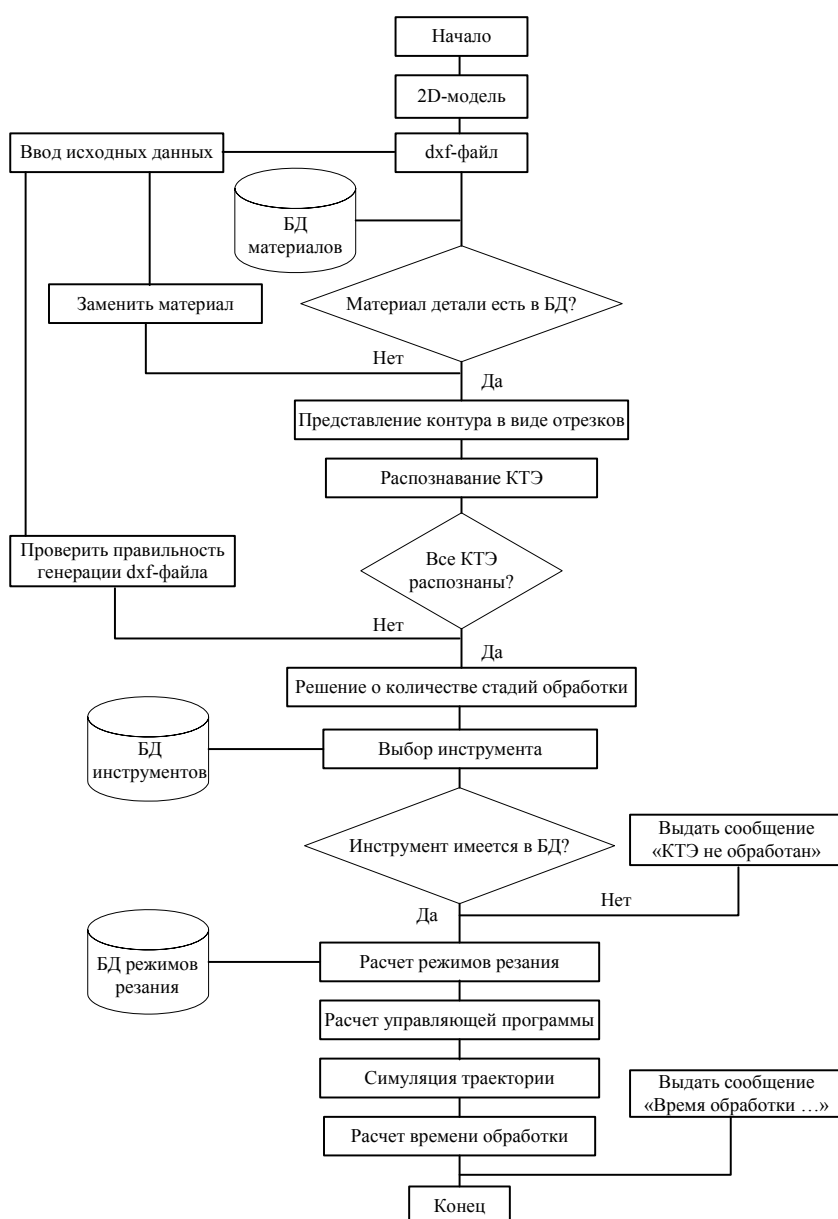 Начало
2D-модель
Ввод исходных данных
dxf-файл
БД
материалов
Заменить материал
Материал детали есть в БД?
Нет
Да
Представление контура в виде отрезков
Распознавание КТЭ
Проверить правильность
генерации dxf-файла
Все КТЭ
распознаны?
Нет
Да
Решение о количестве стадий обработки
БД
инструментов
Выбор инструмента
Инструмент имеется в БД?
Выдать сообщение
«КТЭ не обработан»
Да
Нет
БД режимов
резания
Расчет режимов резания
Расчет управляющей программы
Симуляция траектории
Выдать сообщение
«Время обработки ...»
Расчет времени обработки
Конец